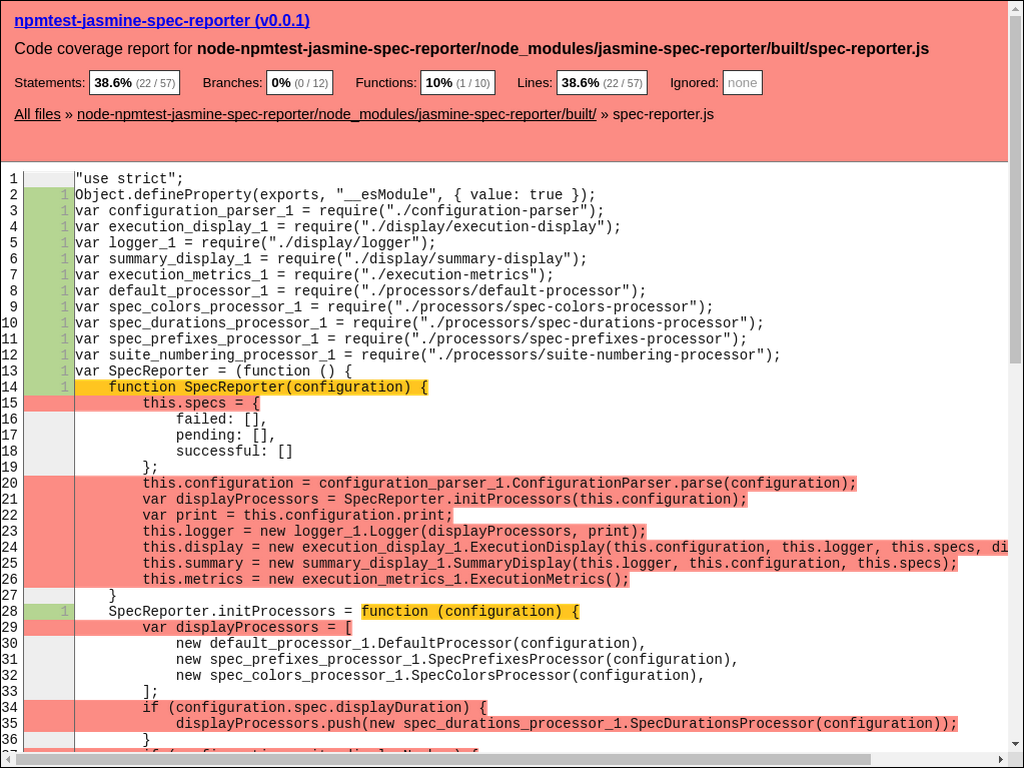 npmtest-jasmine-spec-reporter (v0.0.1)
Code coverage report for node-npmtest-jasmine-spec-reporter/node_modules/jasmine-spec-reporter/built/spec-reporter.js
Statements: 38.6% (22 / 57) Branches: 0% (0 / 12) Functions: 10% (1 / 10) Lines: 38.6% (22 / 57) Ignored: none
All files » node-npmtest-jasmine-spec-reporter/node_modules/jasmine-spec-reporter/built/ » spec-reporter.js
1 "use strict";
2 1 Object.defineProperty(exports, "__esModule", { value: true });
3 1 var configuration_parser_1 = require("./configuration-parser");
4 1 var execution_display_1 = require("./display/execution-display");
5 1 var logger_1 = require("./display/logger");
6 1 var summary_display_1 = require("./display/summary-display");
7 1 var execution_metrics_1 = require("./execution-metrics");
8 1 var default_processor_1 = require("./processors/default-processor");
9 1 var spec_colors_processor_1 = require("./processors/spec-colors-processor");
10 1 var spec_durations_processor_1 = require("./processors/spec-durations-processor");
11 1 var spec_prefixes_processor_1 = require("./processors/spec-prefixes-processor");
12 1 var suite_numbering_processor_1 = require("./processors/suite-numbering-processor");
13 1 var SpecReporter = (function () {
14 1 function SpecReporter(configuration) {
15 this.specs = {
16 failed: [],
17 pending: [],
18 successful: []
19 };
20 this.configuration = configuration_parser_1.ConfigurationParser.parse(configuration);
21 var displayProcessors = SpecReporter.initProcessors(this.configuration);
22 var print = this.configuration.print;
23 this.logger = new logger_1.Logger(displayProcessors, print);
24 this.display = new execution_display_1.ExecutionDisplay(this.configuration, this.logger, this.specs, di
25 this.summary = new summary_display_1.SummaryDisplay(this.logger, this.configuration, this.specs);
26 this.metrics = new execution_metrics_1.ExecutionMetrics();
27 }
28 1 SpecReporter.initProcessors = function (configuration) {
29 var displayProcessors = [
30 new default_processor_1.DefaultProcessor(configuration),
31 new spec_prefixes_processor_1.SpecPrefixesProcessor(configuration),
32 new spec_colors_processor_1.SpecColorsProcessor(configuration),
33 ];
34 if (configuration.spec.displayDuration) {
35 displayProcessors.push(new spec_durations_processor_1.SpecDurationsProcessor(configuration));
36 }